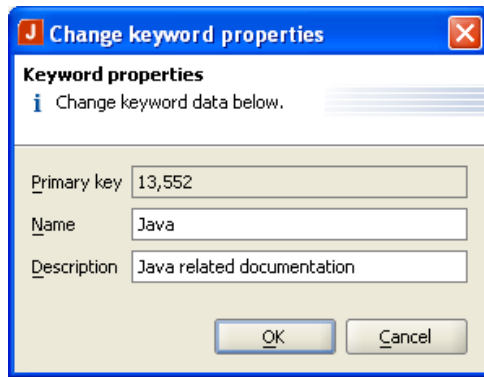 J Change keyword properties
Keyword properties
i Change keyword data below.
Primary key 13,552
Name Java
Description Java related documentation
OK Cancel